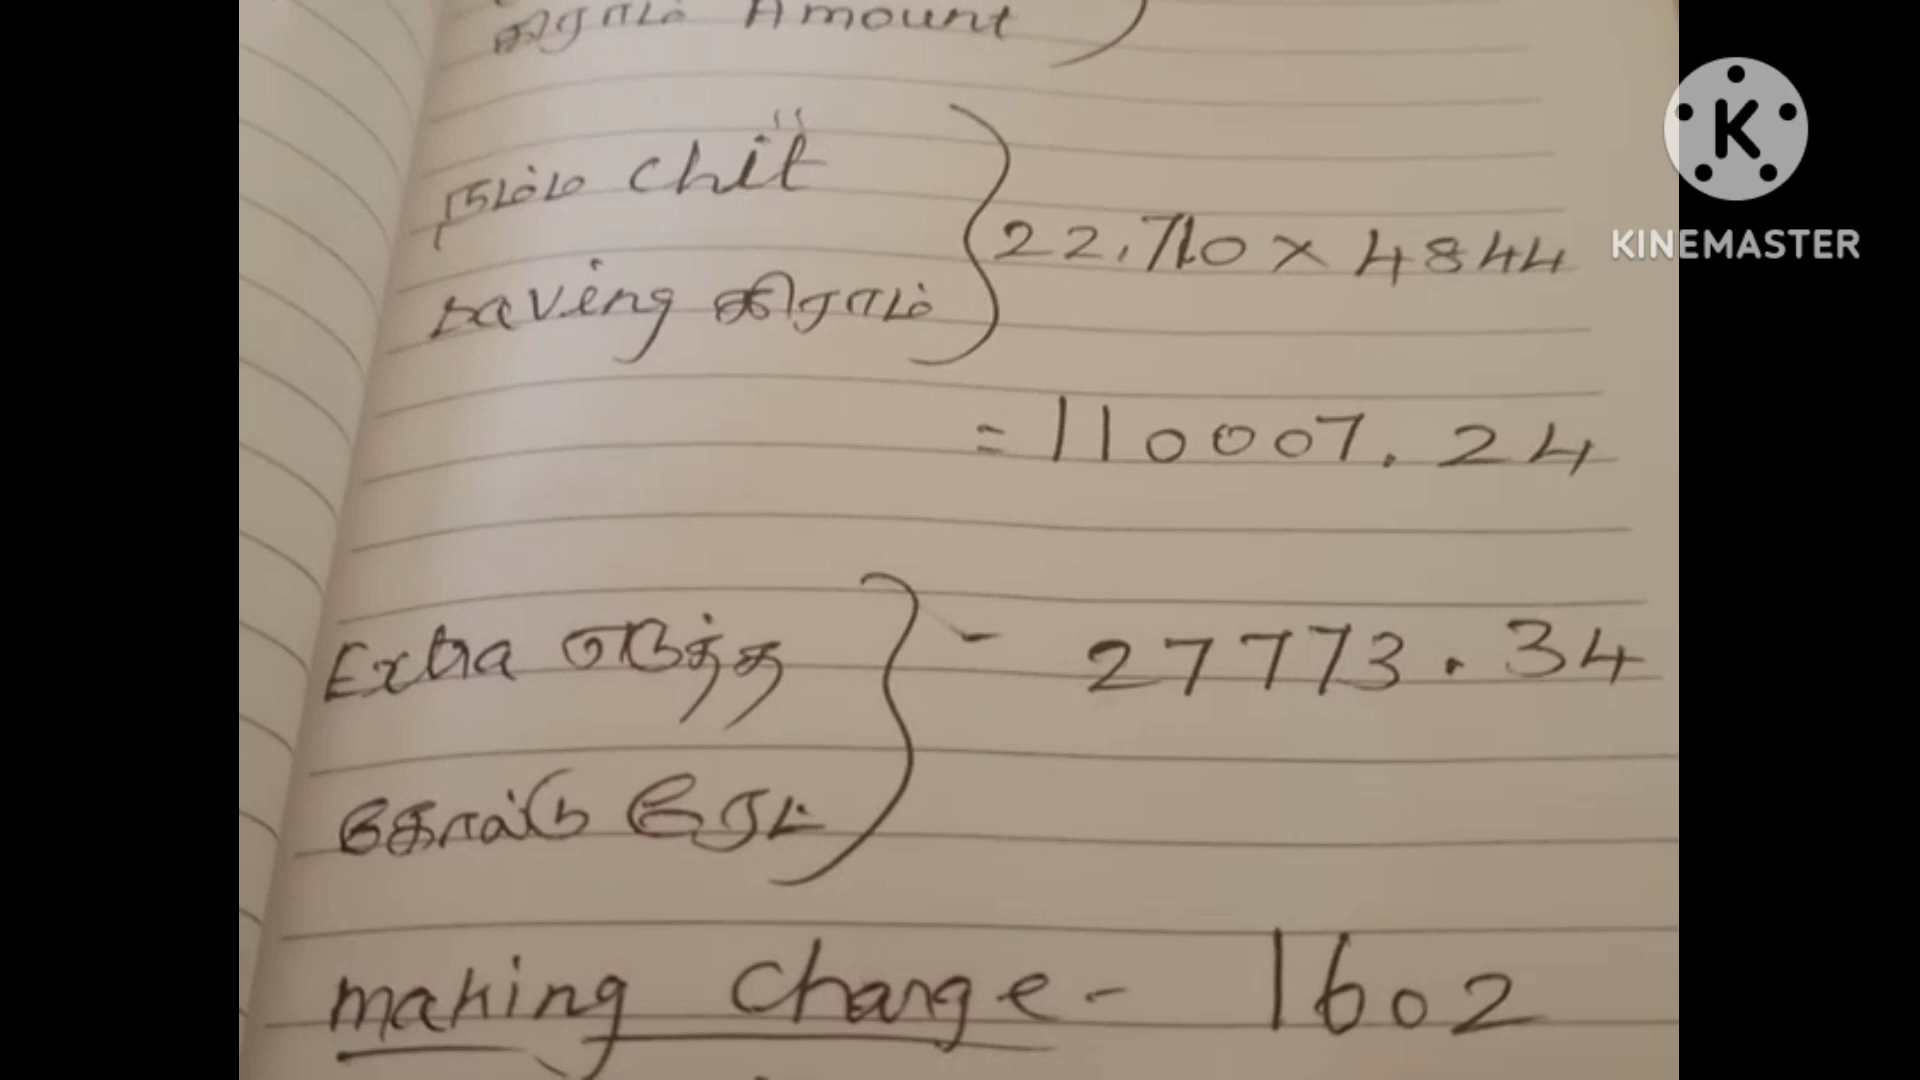 கிராம் Amount
நம்ம chit
saving கிராம்
22.710 × 4844
= 110007.24
Extra எடுத்த
கோல்டு ரேட்
- 27773.34
making charge - 1602
KINEMASTER